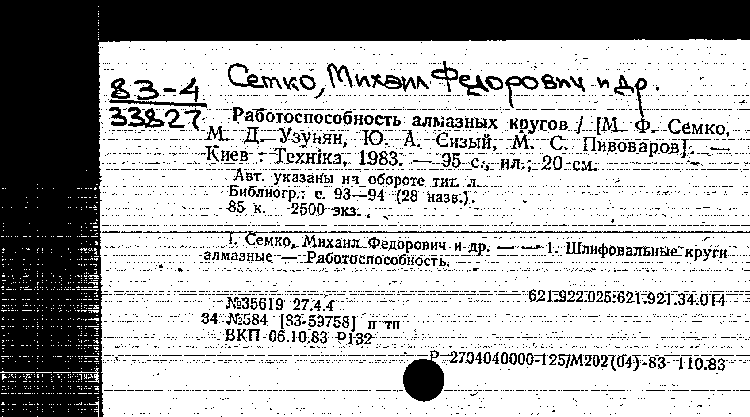 Семко, Михаил Федорович и др.
83-4
33827
Работоспособность алмазных кругов / [М. Ф. Семко,
М. Д. Узунян, Ю. А. Сизый, М. С. Пивоваров]. —
Киев : Технiка, 1983. — 95 с., ил.; 20 см.
Авт. указаны на обороте тит. л.
Библиогр.: с. 93—94 (28 назв.).
85 к. 2500 экз.
I. Семко, Михаил Федорович и др. — — 1. Шлифовальные круги
алмазные — Работоспособность.
621.922.025:621.921.34.014
№35619 27.4.4
34 №584 [83-59758] п тп
ВКП 06.10.83 Р132
Р 2704040000-125/М202(04)-83 110.83